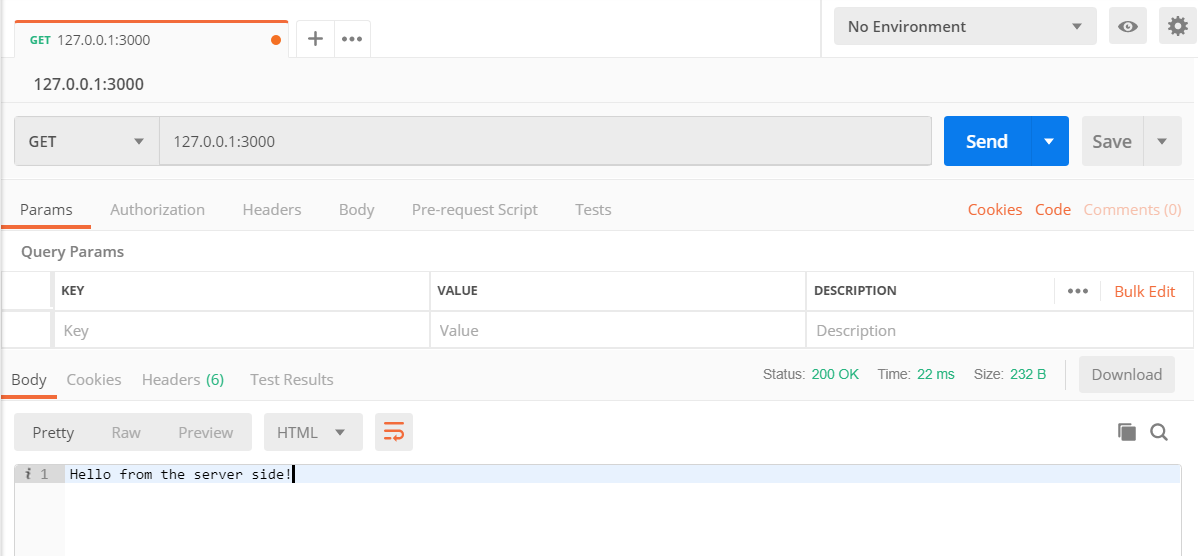 GET 127.0.0.1:3000
No Environment
127.0.0.1:3000
GET 127.0.0.1:3000 Send Save
Params Authorization Headers Body Pre-request Script Tests Cookies Code Comments (0)
Query Params
KEY VALUE DESCRIPTION Bulk Edit
Key Value Description
Body Cookies Headers (6) Test Results Status: 200 OK Time: 22 ms Size: 232 B Download
Pretty Raw Preview HTML
i 1 Hello from the server side!